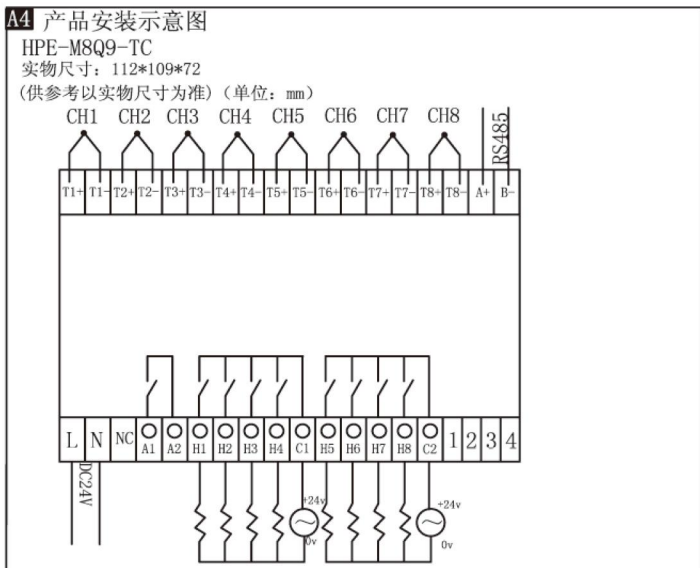 A4 产品安装示意图
HPE-M8Q9-TC
实物尺寸：112*109*72
(供参考以实物尺寸为准)（单位：mm）
CH1 CH2 CH3 CH4 CH5 CH6 CH7 CH8 RS485
T1+ T1- T2+ T2- T3+ T3- T4+ T4- T5+ T5- T6+ T6- T7+ T7- T8+ T8- A+ B-
L N NC A1 A2 H1 H2 H3 H4 C1 H5 H6 H7 H8 C2 1 2 3 4
DC24V
+24v +24v
0v 0v